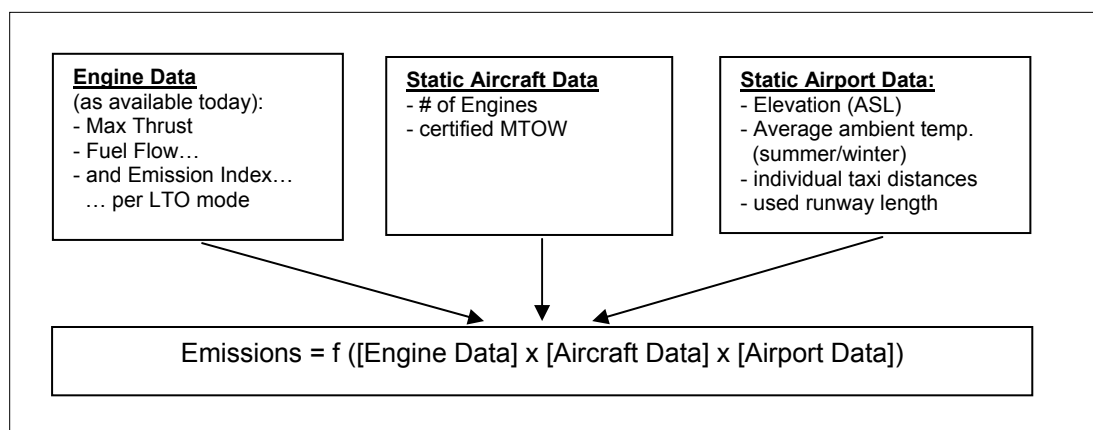 Engine Data
(as available today):
- Max Thrust
- Fuel Flow…
- and Emission Index…
… per LTO mode
Static Aircraft Data
- # of Engines
- certified MTOW
Static Airport Data:
- Elevation (ASL)
- Average ambient temp.
(summer/winter)
- individual taxi distances
- used runway length
Emissions = f ([Engine Data] x [Aircraft Data] x [Airport Data])